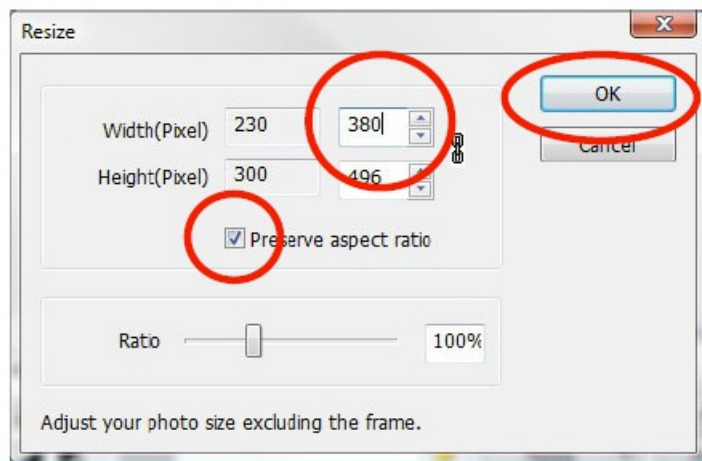 Resize
OK
Width(Pixel) 230 380
Cancel
Height(Pixel) 300 496
Preserve aspect ratio
Ratio 100%
Adjust your photo size excluding the frame.